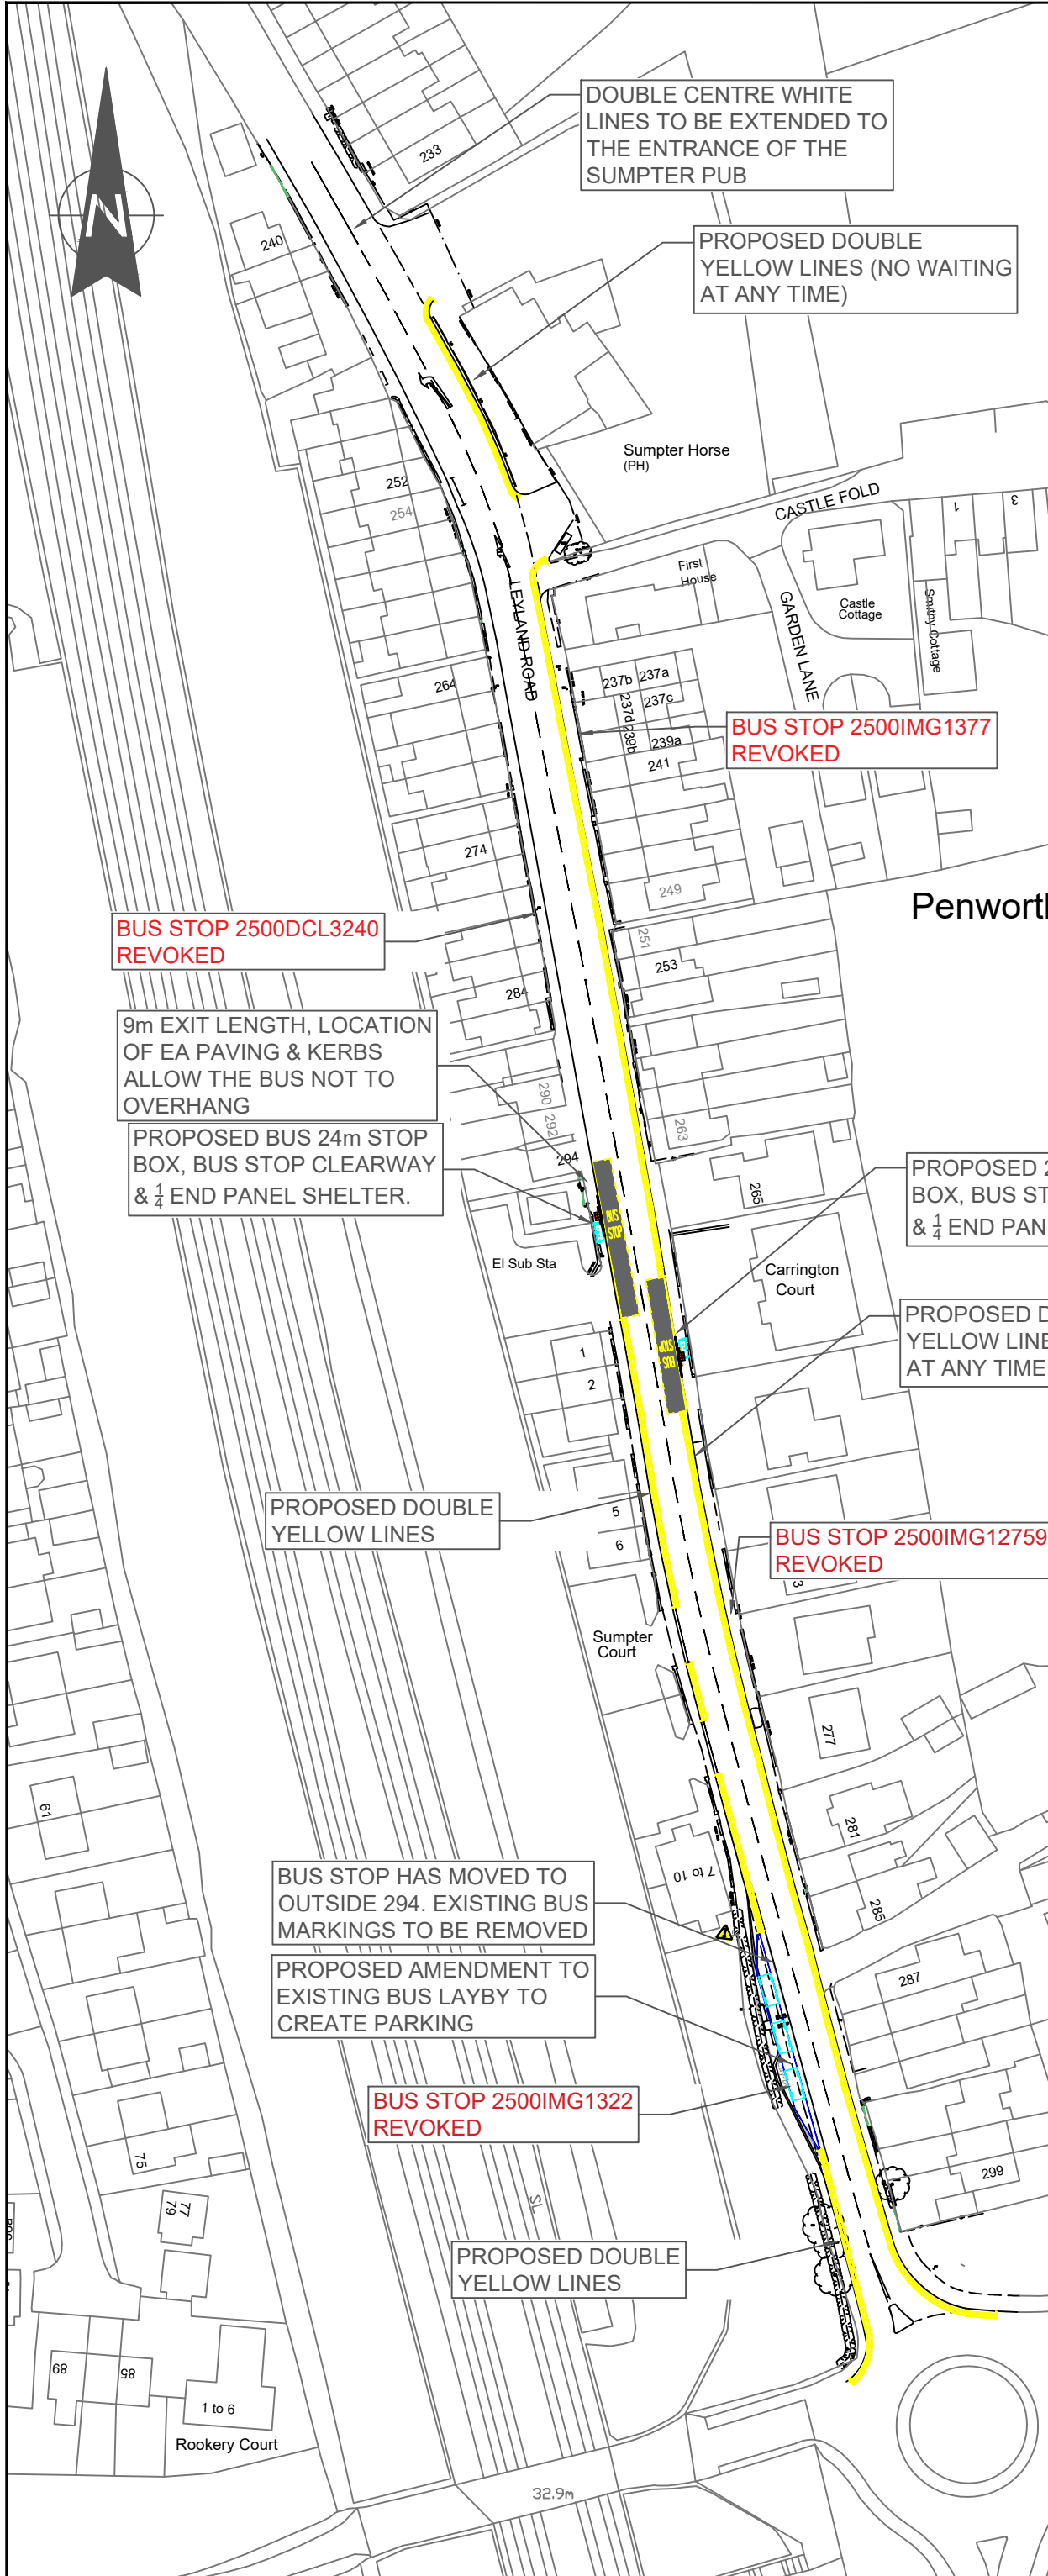 DOUBLE CENTRE WHITE
LINES TO BE EXTENDED TO
THE ENTRANCE OF THE
SUMPTER PUB
233
N
PROPOSED DOUBLE
YELLOW LINES (NO WAITING
AT ANY TIME)
240
Sumpter Horse
(PH)
252
254
CASTLE FOLD
1
3
First
House
Castle
Cottage
Smithy Cottage
GARDEN LANE
LEYLAND ROAD
264
237b
237a
237c
237d
239b
239a
241
BUS STOP 2500IMG1377
REVOKED
274
249
Penworth
BUS STOP 2500DCL3240
REVOKED
251
253
284
9m EXIT LENGTH, LOCATION
OF EA PAVING & KERBS
ALLOW THE BUS NOT TO
OVERHANG
290
292
263
PROPOSED BUS 24m STOP
BOX, BUS STOP CLEARWAY
& 1/4 END PANEL SHELTER.
294
265
PROPOSED 2
BOX, BUS ST
& 1/4 END PAN
BUS
STOP
El Sub Sta
Carrington
Court
PROPOSED D
YELLOW LINE
AT ANY TIME
BUS
STOP
1
2
PROPOSED DOUBLE
YELLOW LINES
5
6
BUS STOP 2500IMG12759
REVOKED
3
Sumpter
Court
277
61
281
7 to 10
285
BUS STOP HAS MOVED TO
OUTSIDE 294. EXISTING BUS
MARKINGS TO BE REMOVED
PROPOSED AMENDMENT TO
EXISTING BUS LAYBY TO
CREATE PARKING
287
BUS STOP 2500IMG1322
REVOKED
75
299
77
79
SL
PROPOSED DOUBLE
YELLOW LINES
89
85
1 to 6
Rookery Court
32.9m